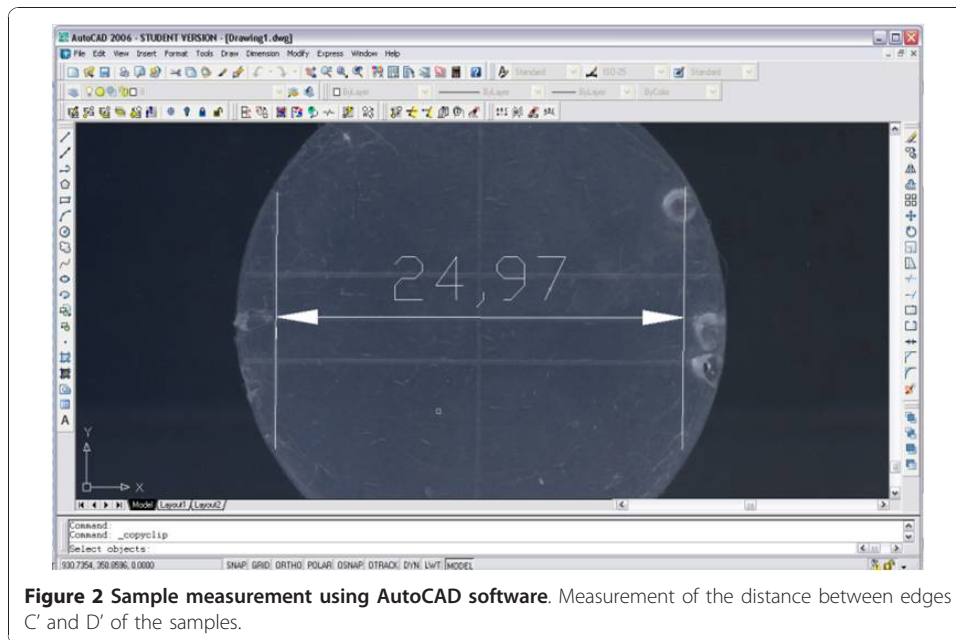 AutoCAD 2006 - STUDENT VERSION - [Drawing1.dwg]
File Edit View Insert Format Tools Draw Dimension Modify Express Window Help
Standard ISO-25 Standard
0 ByLayer ByLayer ByLayer ByColor
24,97
A
Y
X
Model Layout1 Layout2
Command:
Command: _copyclip
Select objects:
930.7354, 350.8596, 0.0000 SNAP GRID ORTHO POLAR OSNAP OTRACK DYN LWT MODEL
Figure 2 Sample measurement using AutoCAD software. Measurement of the distance between edges
C’ and D’ of the samples.